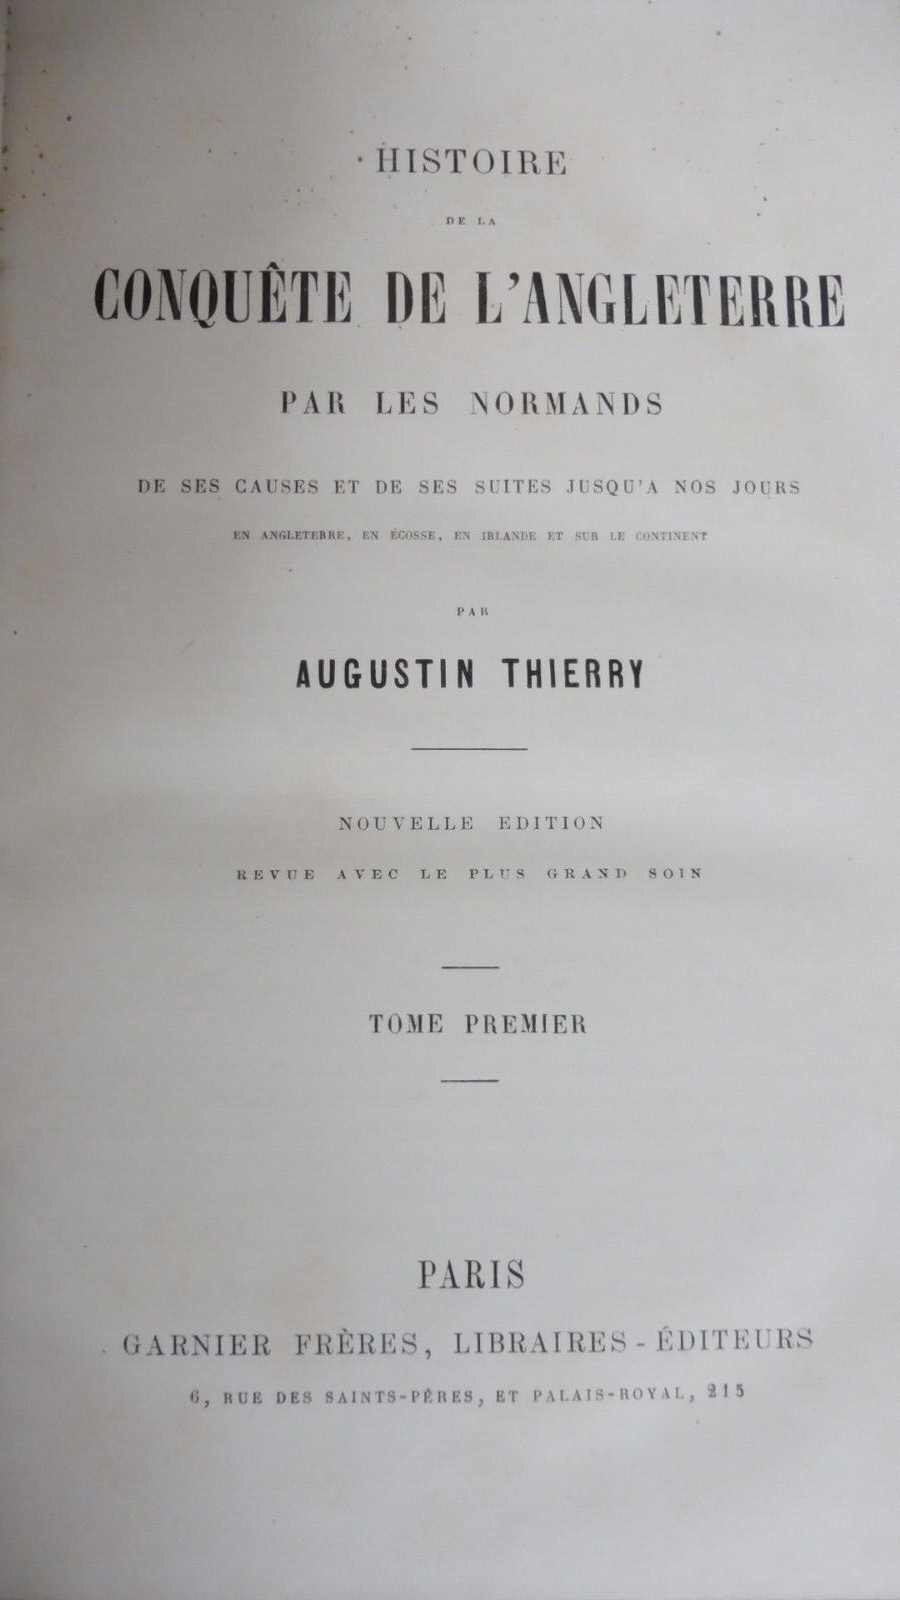 HISTOIRE
DE LA
CONQUÊTE DE L'ANGLETERRE
PAR LES NORMANDS
DE SES CAUSES ET DE SES SUITES JUSQU'A NOS JOURS
EN ANGLETERRE, EN ÉCOSSE, EN IRLANDE ET SUR LE CONTINENT
PAR
AUGUSTIN THIERRY
NOUVELLE EDITION
REVUE AVEC LE PLUS GRAND SOIN
TOME PREMIER
PARIS
GARNIER FRÈRES, LIBRAIRES-ÉDITEURS
6, RUE DES SAINTS-PÈRES, ET PALAIS-ROYAL, 215